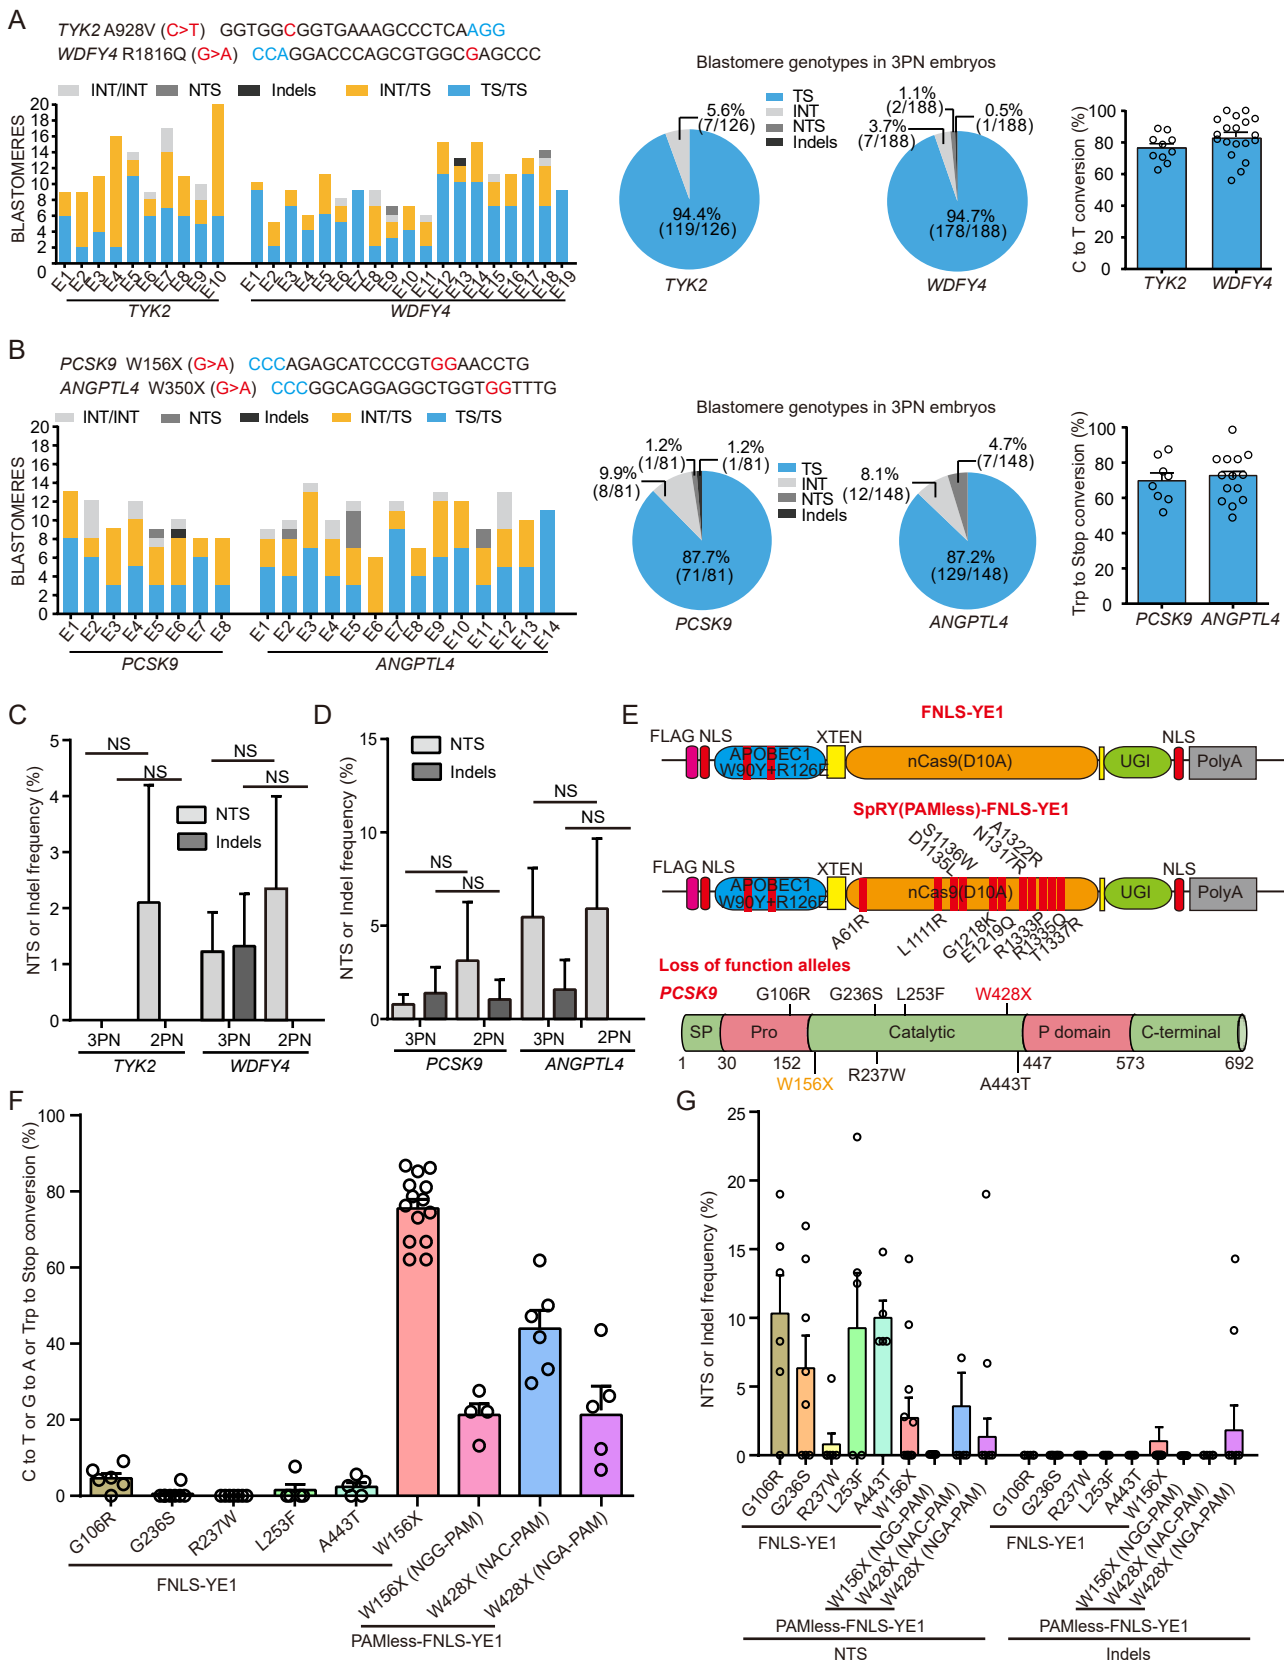 A
TYK2 A928V (C>T) GGTGGCGGTGAAAGCCCTCAAGG
WDFY4 R1816Q (G>A) CCAGGACCCAGCGTGGCGAGCCC
INT/INT NTS Indels INT/TS TS/TS
BLASTOMERES
20
18
16
14
12
10
8
6
4
2
0
E1 E2 E3 E4 E5 E6 E7 E8 E9 E10
TYK2
E1 E2 E3 E4 E5 E6 E7 E8 E9 E10 E11 E12 E13 E14 E15 E16 E17 E18 E19
WDFY4
Blastomere genotypes in 3PN embryos
5.6%
(7/126)
94.4%
(119/126)
TYK2
TS
INT
NTS
Indels
1.1%
(2/188)
0.5%
(1/188)
3.7%
(7/188)
94.7%
(178/188)
WDFY4
C to T conversion (%)
100
80
60
40
20
0
TYK2 WDFY4
B
PCSK9 W156X (G>A) CCCAGAGCATCCCGTGGAACCTG
ANGPTL4 W350X (G>A) CCCGGCAGGAGGCTGGTGGTTTG
INT/INT NTS Indels INT/TS TS/TS
BLASTOMERES
20
18
16
14
12
10
8
6
4
2
0
E1 E2 E3 E4 E5 E6 E7 E8
PCSK9
E1 E2 E3 E4 E5 E6 E7 E8 E9 E10 E11 E12 E13 E14
ANGPTL4
Blastomere genotypes in 3PN embryos
1.2%
(1/81)
1.2%
(1/81)
9.9%
(8/81)
87.7%
(71/81)
PCSK9
TS
INT
NTS
Indels
4.7%
(7/148)
8.1%
(12/148)
87.2%
(129/148)
ANGPTL4
Trp to Stop conversion (%)
100
80
60
40
20
0
PCSK9 ANGPTL4
C
NTS or Indel frequency (%)
5
4
3
2
1
0
NS
NS
NS
NS
NTS
Indels
3PN 2PN 3PN 2PN
TYK2 WDFY4
D
NTS or Indel frequency (%)
15
10
5
0
NTS
Indels
NS
NS
NS
NS
3PN 2PN 3PN 2PN
PCSK9 ANGPTL4
E
FNLS-YE1
FLAG NLS XTEN NLS
APOBEC1
W90Y+R126E
nCas9(D10A)
UGI
PolyA
SpRY(PAMless)-FNLS-YE1
S1136W
D1135L
A1322R
N1317R
FLAG NLS XTEN NLS
APOBEC1
W90Y+R126E
nCas9(D10A)
UGI
PolyA
A61R
L1111R
G1218K
E1219Q
R1333P
R1335Q
T1337R
Loss of function alleles
PCSK9
G106R G236S L253F W428X
SP Pro Catalytic P domain C-terminal
1 30 152 447 573 692
W156X R237W A443T
F
C to T or G to A or Trp to Stop conversion (%)
100
80
60
40
20
0
G106R G236S R237W L253F A443T W156X W156X (NGG-PAM) W428X (NAC-PAM) W428X (NGA-PAM)
FNLS-YE1
PAMless-FNLS-YE1
G
NTS or Indel frequency (%)
25
20
15
10
5
0
G106R G236S R237W L253F A443T W156X W156X (NGG-PAM) W428X (NAC-PAM) W428X (NGA-PAM)
G106R G236S R237W L253F A443T W156X W156X (NGG-PAM) W428X (NAC-PAM) W428X (NGA-PAM)
FNLS-YE1 FNLS-YE1
PAMless-FNLS-YE1 PAMless-FNLS-YE1
NTS Indels